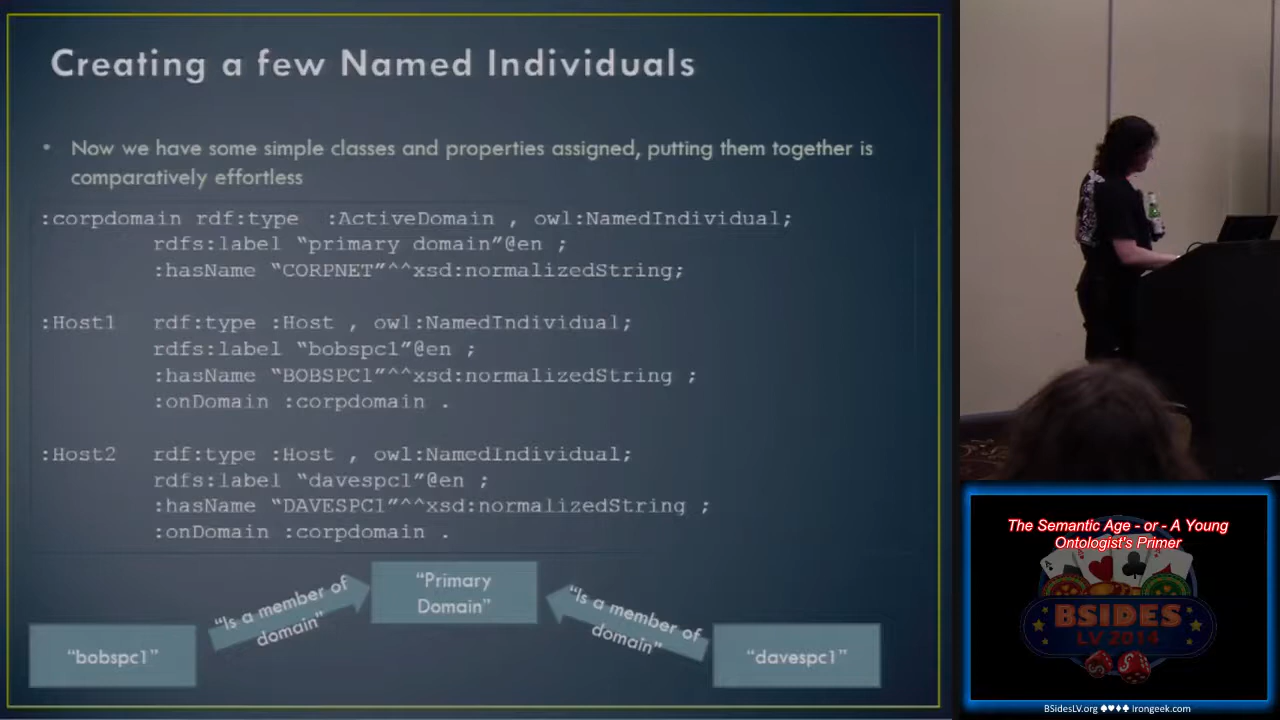 Creating a few Named Individuals
• Now we have some simple classes and properties assigned, putting them together is
comparatively effortless
:corpdomain rdf:type :ActiveDomain , owl:NamedIndividual;
rdfs:label “primary domain”@en ;
:hasName “CORPNET”^^xsd:normalizedString;
:Host1 rdf:type :Host , owl:NamedIndividual;
rdfs:label “bobspc1”@en ;
:hasName “BOBSPC1”^^xsd:normalizedString ;
:onDomain :corpdomain .
:Host2 rdf:type :Host , owl:NamedIndividual;
rdfs:label “davespc1”@en ;
:hasName “DAVESPC1”^^xsd:normalizedString ;
:onDomain :corpdomain .
“Primary
Domain”
“Is a member of
domain”
“Is a member of
domain”
“bobspc1”
“davespc1”
The Semantic Age - or - A Young
Ontologist's Primer
BSIDES
LV 2014
BSidesLV.org ♠♥♦♣ Irongeek.com